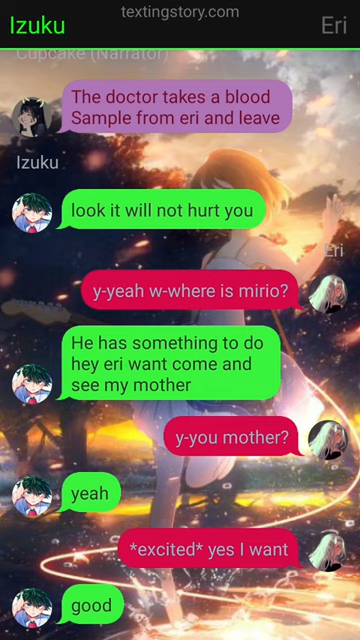 textingstory.com
Izuku
Eri
Cupcake (Narrator)
The doctor takes a blood
Sample from eri and leave
Izuku
look it will not hurt you
Eri
y-yeah w-where is mirio?
He has something to do
hey eri want come and
see my mother
y-you mother?
yeah
*excited* yes I want
good